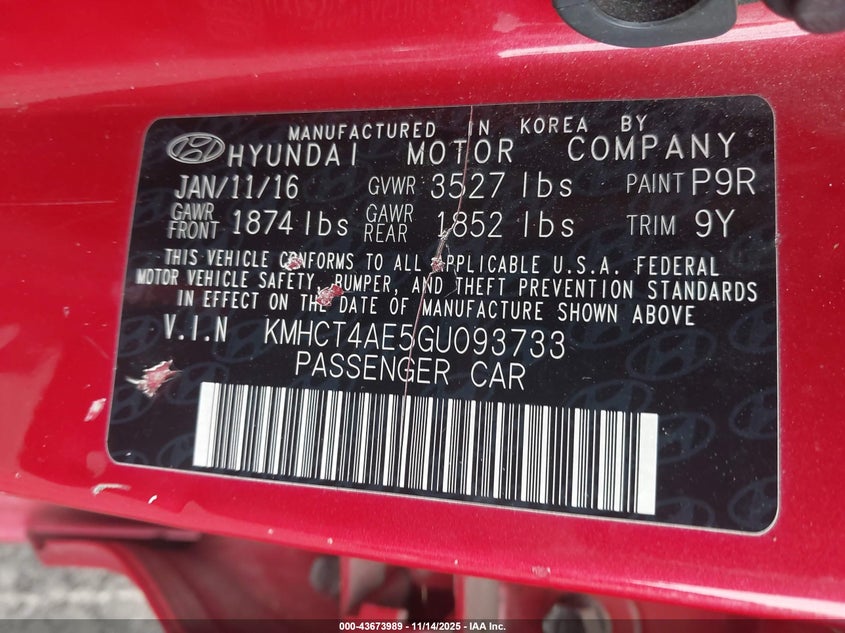 MANUFACTURED IN KOREA BY
HYUNDAI MOTOR COMPANY
JAN/11/16 GVWR 3527 lbs PAINT P9R
GAWR FRONT 1874 lbs GAWR REAR 1852 lbs TRIM 9Y
THIS VEHICLE CONFORMS TO ALL APPLICABLE U.S.A. FEDERAL
MOTOR VEHICLE SAFETY, BUMPER, AND THEFT PREVENTION STANDARDS
IN EFFECT ON THE DATE OF MANUFACTURE SHOWN ABOVE
V.I.N KMHCT4AE5GU093733
PASSENGER CAR
000-43673989 - 11/14/2025 - IAA Inc.